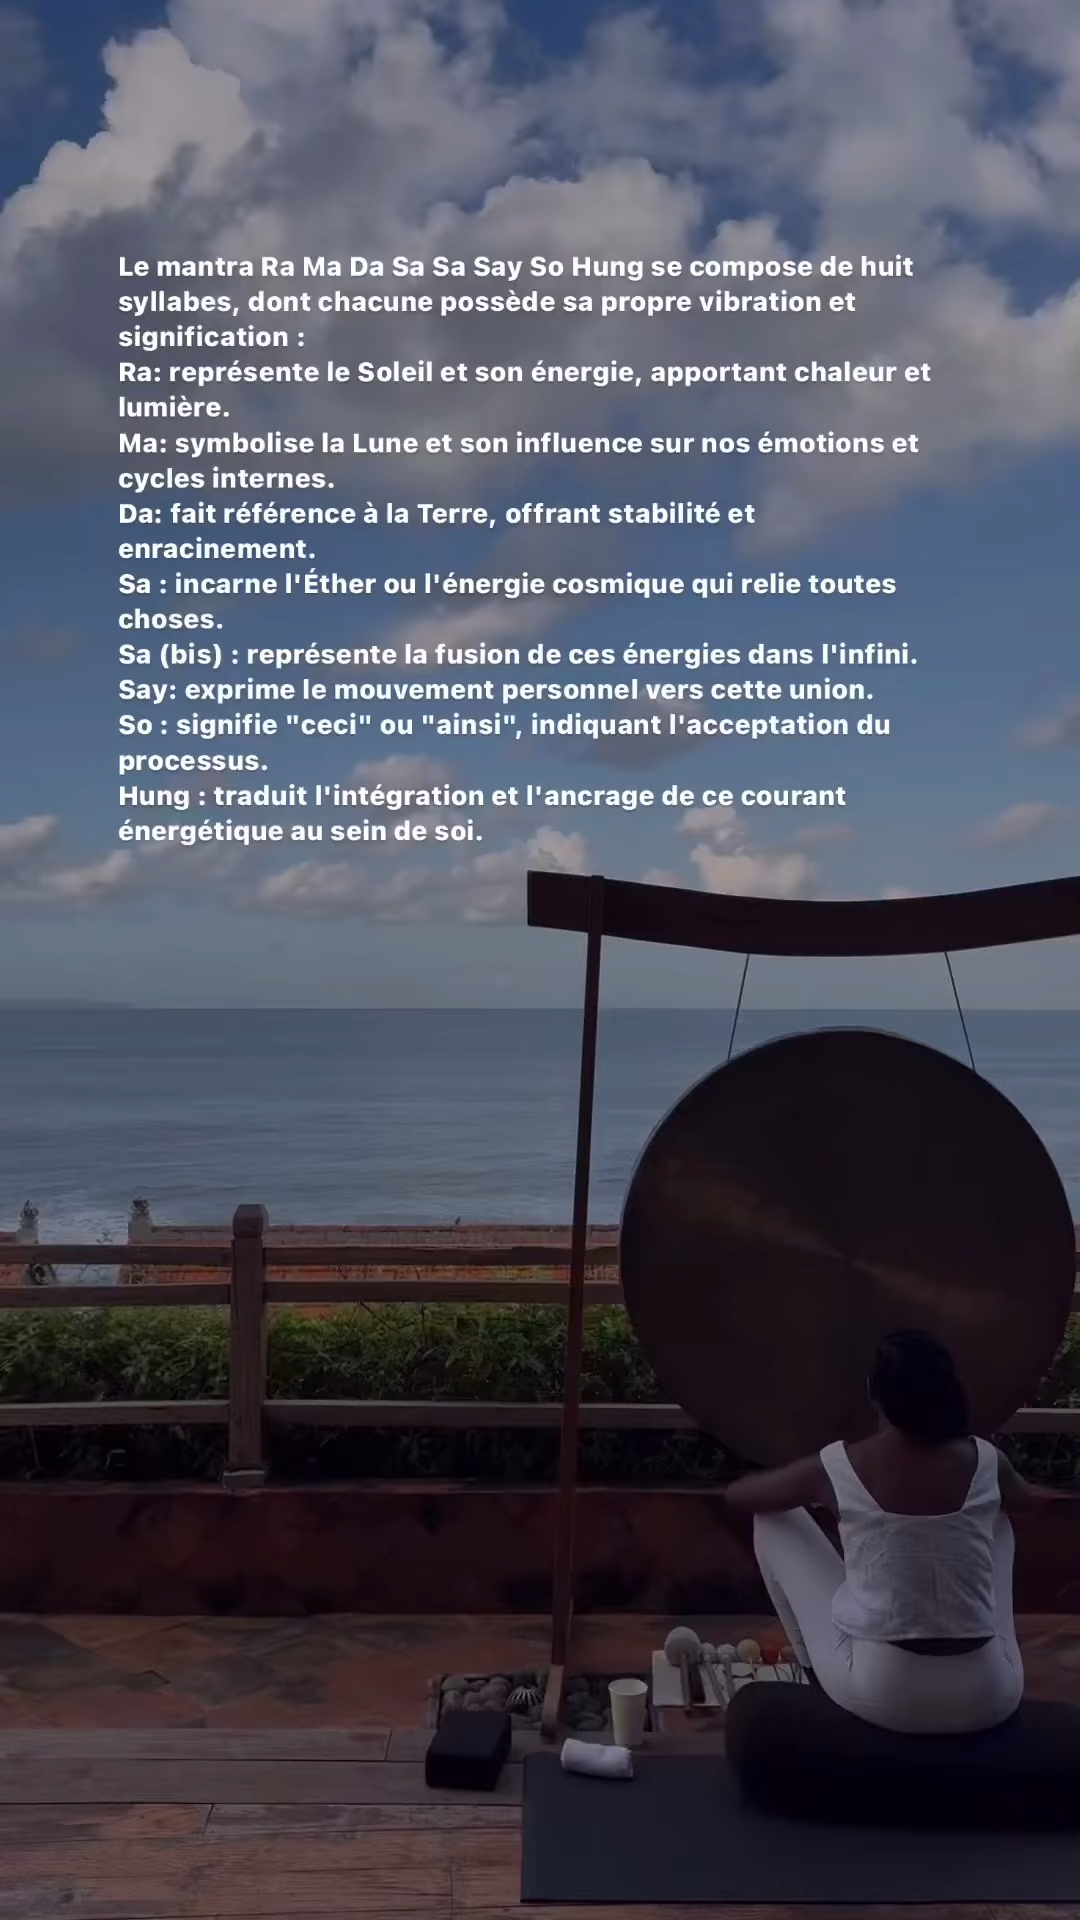 Le mantra Ra Ma Da Sa Sa Say So Hung se compose de huit
syllabes, dont chacune possède sa propre vibration et
signification :
Ra: représente le Soleil et son énergie, apportant chaleur et
lumière.
Ma: symbolise la Lune et son influence sur nos émotions et
cycles internes.
Da: fait référence à la Terre, offrant stabilité et
enracinement.
Sa : incarne l'Éther ou l'énergie cosmique qui relie toutes
choses.
Sa (bis) : représente la fusion de ces énergies dans l'infini.
Say: exprime le mouvement personnel vers cette union.
So : signifie "ceci" ou "ainsi", indiquant l'acceptation du
processus.
Hung : traduit l'intégration et l'ancrage de ce courant
énergétique au sein de soi.